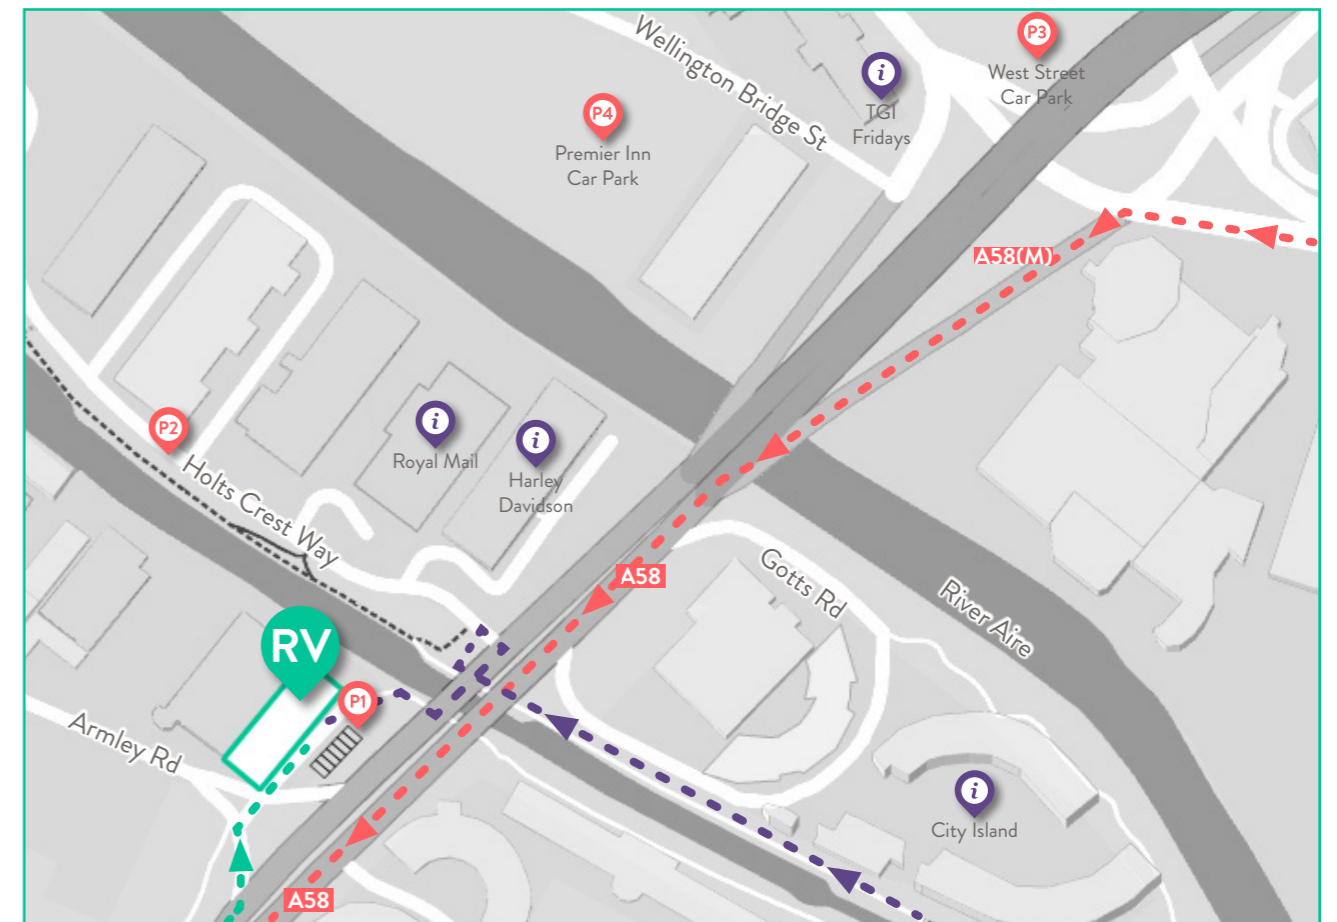 Wellington Bridge St
P3
West Street
Car Park
i
TGI
Fridays
P4
Premier Inn
Car Park
A58(M)
P2
i
Royal Mail
i
Harley
Davidson
Holts Crest Way
A58
Gotts Rd
River Aire
RV
P1
Armley Rd
i
City Island
A58